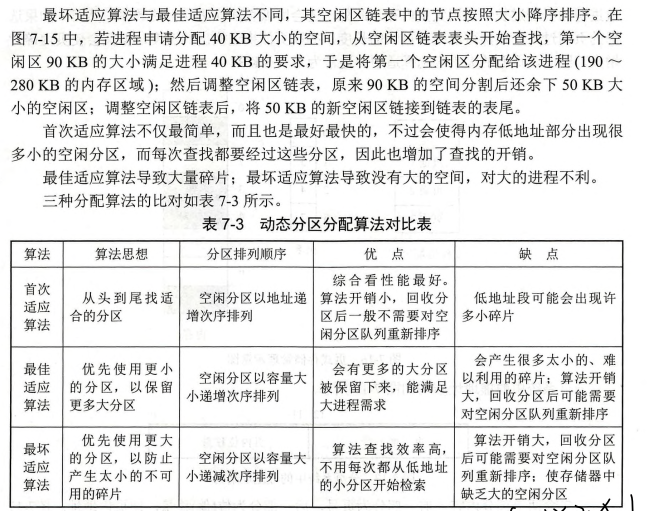 最坏适应算法与最佳适应算法不同，其空闲区链表中的节点按照大小降序排序。在
图 7-15 中，若进程申请分配 40 KB 大小的空间，从空闲区链表表头开始查找，第一个空
闲区 90 KB 的大小满足进程 40 KB 的要求，于是将第一个空闲区分配给该进程 (190 ～
280 KB 的内存区域)；然后调整空闲区链表，原来 90 KB 的空间分割后还余下 50 KB 大
小的空闲区；调整空闲区链表后，将 50 KB 的新空闲区链接到链表的表尾。
首次适应算法不仅最简单，而且也是最好最快的，不过会使得内存低地址部分出现很
多小的空闲分区，而每次查找都要经过这些分区，因此也增加了查找的开销。
最佳适应算法导致大量碎片；最坏适应算法导致没有大的空间，对大的进程不利。
三种分配算法的比对如表 7-3 所示。
表 7-3 动态分区分配算法对比表
算法 算法思想 分区排列顺序 优 点 缺 点
首次
适应
算法
从头到尾找适
合的分区
空闲分区以地址递
增次序排列
综合看性能最好。
算法开销小，回收分
区后一般不需要对空
闲分区队列重新排序
低地址段可能会出现许
多小碎片
最佳
适应
算法
优先使用更小
的分区，以保留
更多大分区
空闲分区以容量大
小递增次序排列
会有更多的大分区
被保留下来，能满足
大进程需求
会产生很多太小的、难
以利用的碎片；算法开销
大，回收分区后可能需要
对空闲分区队列重新排序
最坏
适应
算法
优先使用更大
的分区，以防止
产生太小的不可
用的碎片
空闲分区以容量大
小递减次序排列
算法查找效率高，
不用每次都从低地址
的小分区开始检索
算法开销大，回收分区
后可能需要对空闲分区队
列重新排序；使存储器中
缺乏大的空闲分区